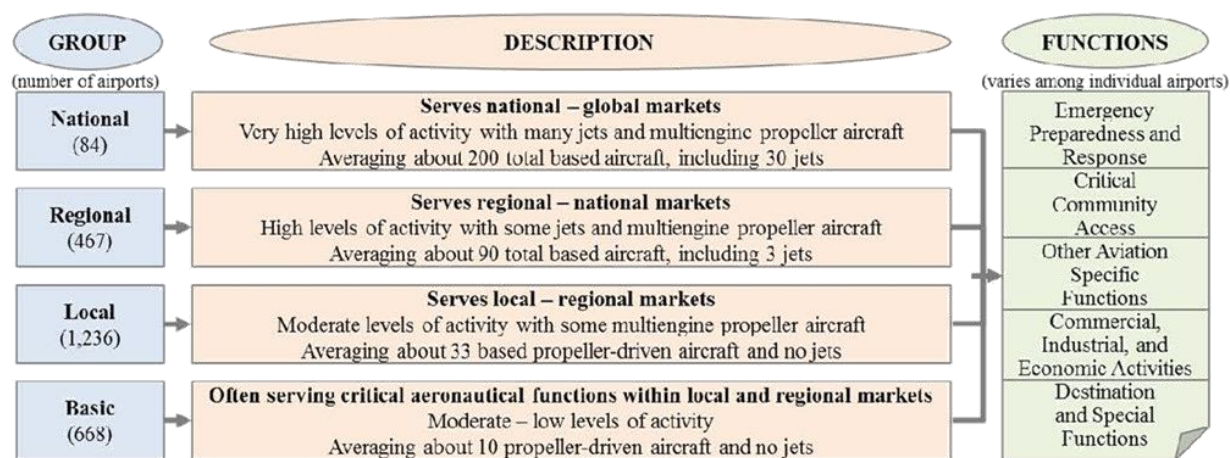 GROUP
(number of airports)
DESCRIPTION
FUNCTIONS
(varies among individual airports)
National
(84)
Serves national – global markets
Very high levels of activity with many jets and multiengine propeller aircraft
Averaging about 200 total based aircraft, including 30 jets
Regional
(467)
Serves regional – national markets
High levels of activity with some jets and multiengine propeller aircraft
Averaging about 90 total based aircraft, including 3 jets
Local
(1,236)
Serves local – regional markets
Moderate levels of activity with some multiengine propeller aircraft
Averaging about 33 based propeller-driven aircraft and no jets
Basic
(668)
Often serving critical aeronautical functions within local and regional markets
Moderate – low levels of activity
Averaging about 10 propeller-driven aircraft and no jets
Emergency
Preparedness and
Response
Critical
Community
Access
Other Aviation
Specific
Functions
Commercial,
Industrial, and
Economic Activities
Destination
and Special
Functions